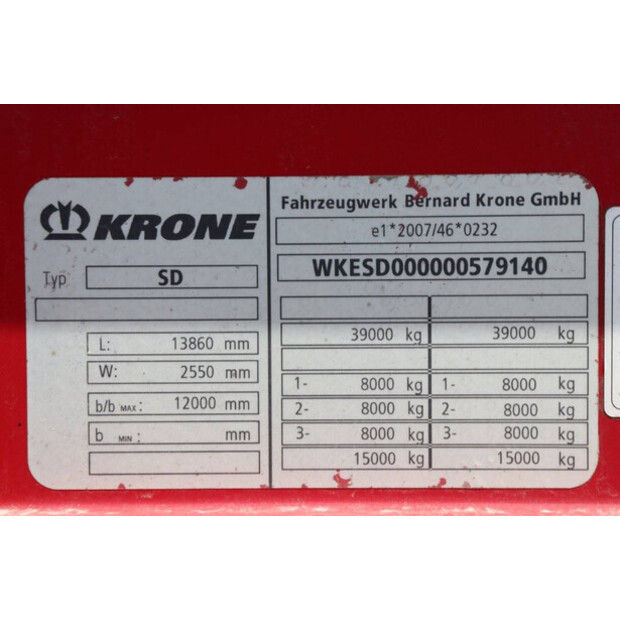 KRONE
Typ SD
L: 13860 mm
W: 2550 mm
b/b MAX: 12000 mm
b MIN: mm
Fahrzeugwerk Bernard Krone GmbH
e1*2007/46*0232
WKESD000000579140
39000 kg 39000 kg
1- 8000 kg 1- 8000 kg
2- 8000 kg 2- 8000 kg
3- 8000 kg 3- 8000 kg
15000 kg 15000 kg